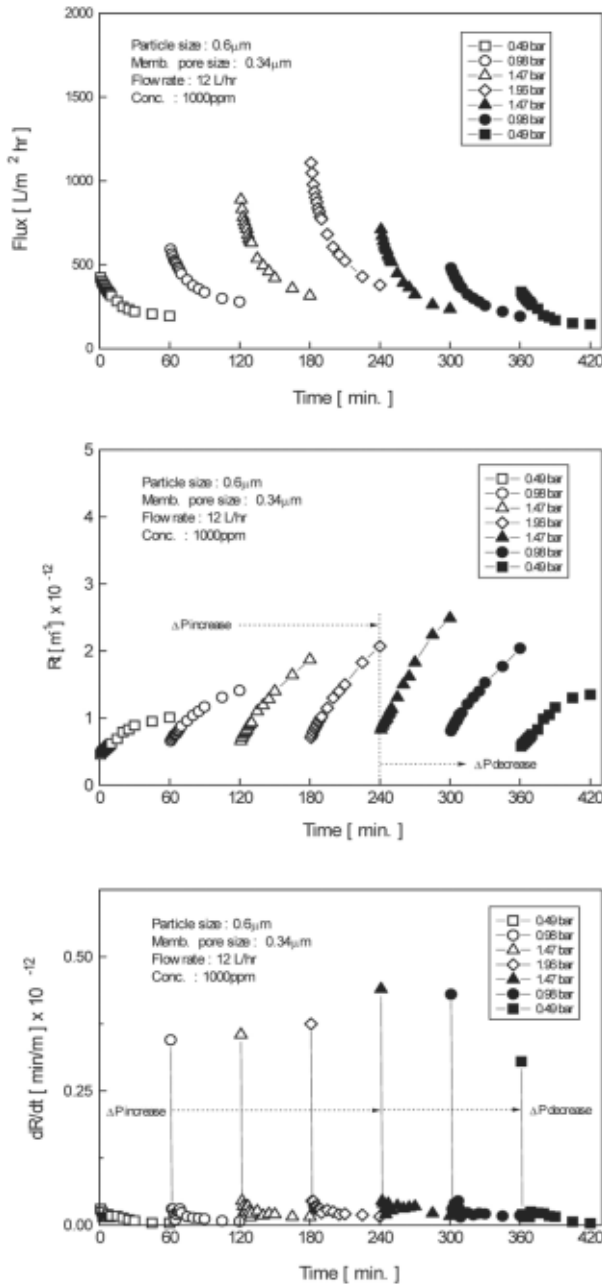 2000
1500
1000
500
0
Flux [ L/m² hr ]
Particle size : 0.6μm
Memb. pore size : 0.34μm
Flow rate : 12 L/hr
Conc. : 1000ppm
0.49 bar
0.98 bar
1.47 bar
1.96 bar
1.47 bar
0.98 bar
0.49 bar
0 60 120 180 240 300 360 420
Time [ min. ]
5
4
3
2
1
0
Rt [ m⁻¹ ] x 10⁻¹²
Particle size : 0.6μm
Memb. pore size : 0.34μm
Flow rate : 12 L/hr
Conc. : 1000ppm
0.49 bar
0.98 bar
1.47 bar
1.96 bar
1.47 bar
0.98 bar
0.49 bar
ΔP increase
ΔP decrease
0 60 120 180 240 300 360 420
Time [ min. ]
0.50
0.25
0.00
dR/dt [ min/m ] x 10⁻¹²
Particle size : 0.6μm
Memb. pore size : 0.34μm
Flow rate : 12 L/hr
Conc. : 1000ppm
0.49 bar
0.98 bar
1.47 bar
1.96 bar
1.47 bar
0.98 bar
0.49 bar
ΔP increase
ΔP decrease
0 60 120 180 240 300 360 420
Time [ min. ]